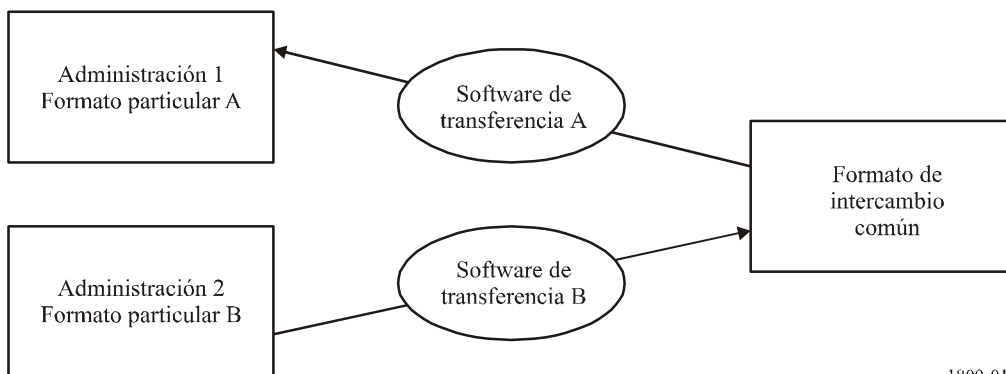 Administración 1
Formato particular A
Software de
transferencia A
Formato de
intercambio
común
Administración 2
Formato particular B
Software de
transferencia B